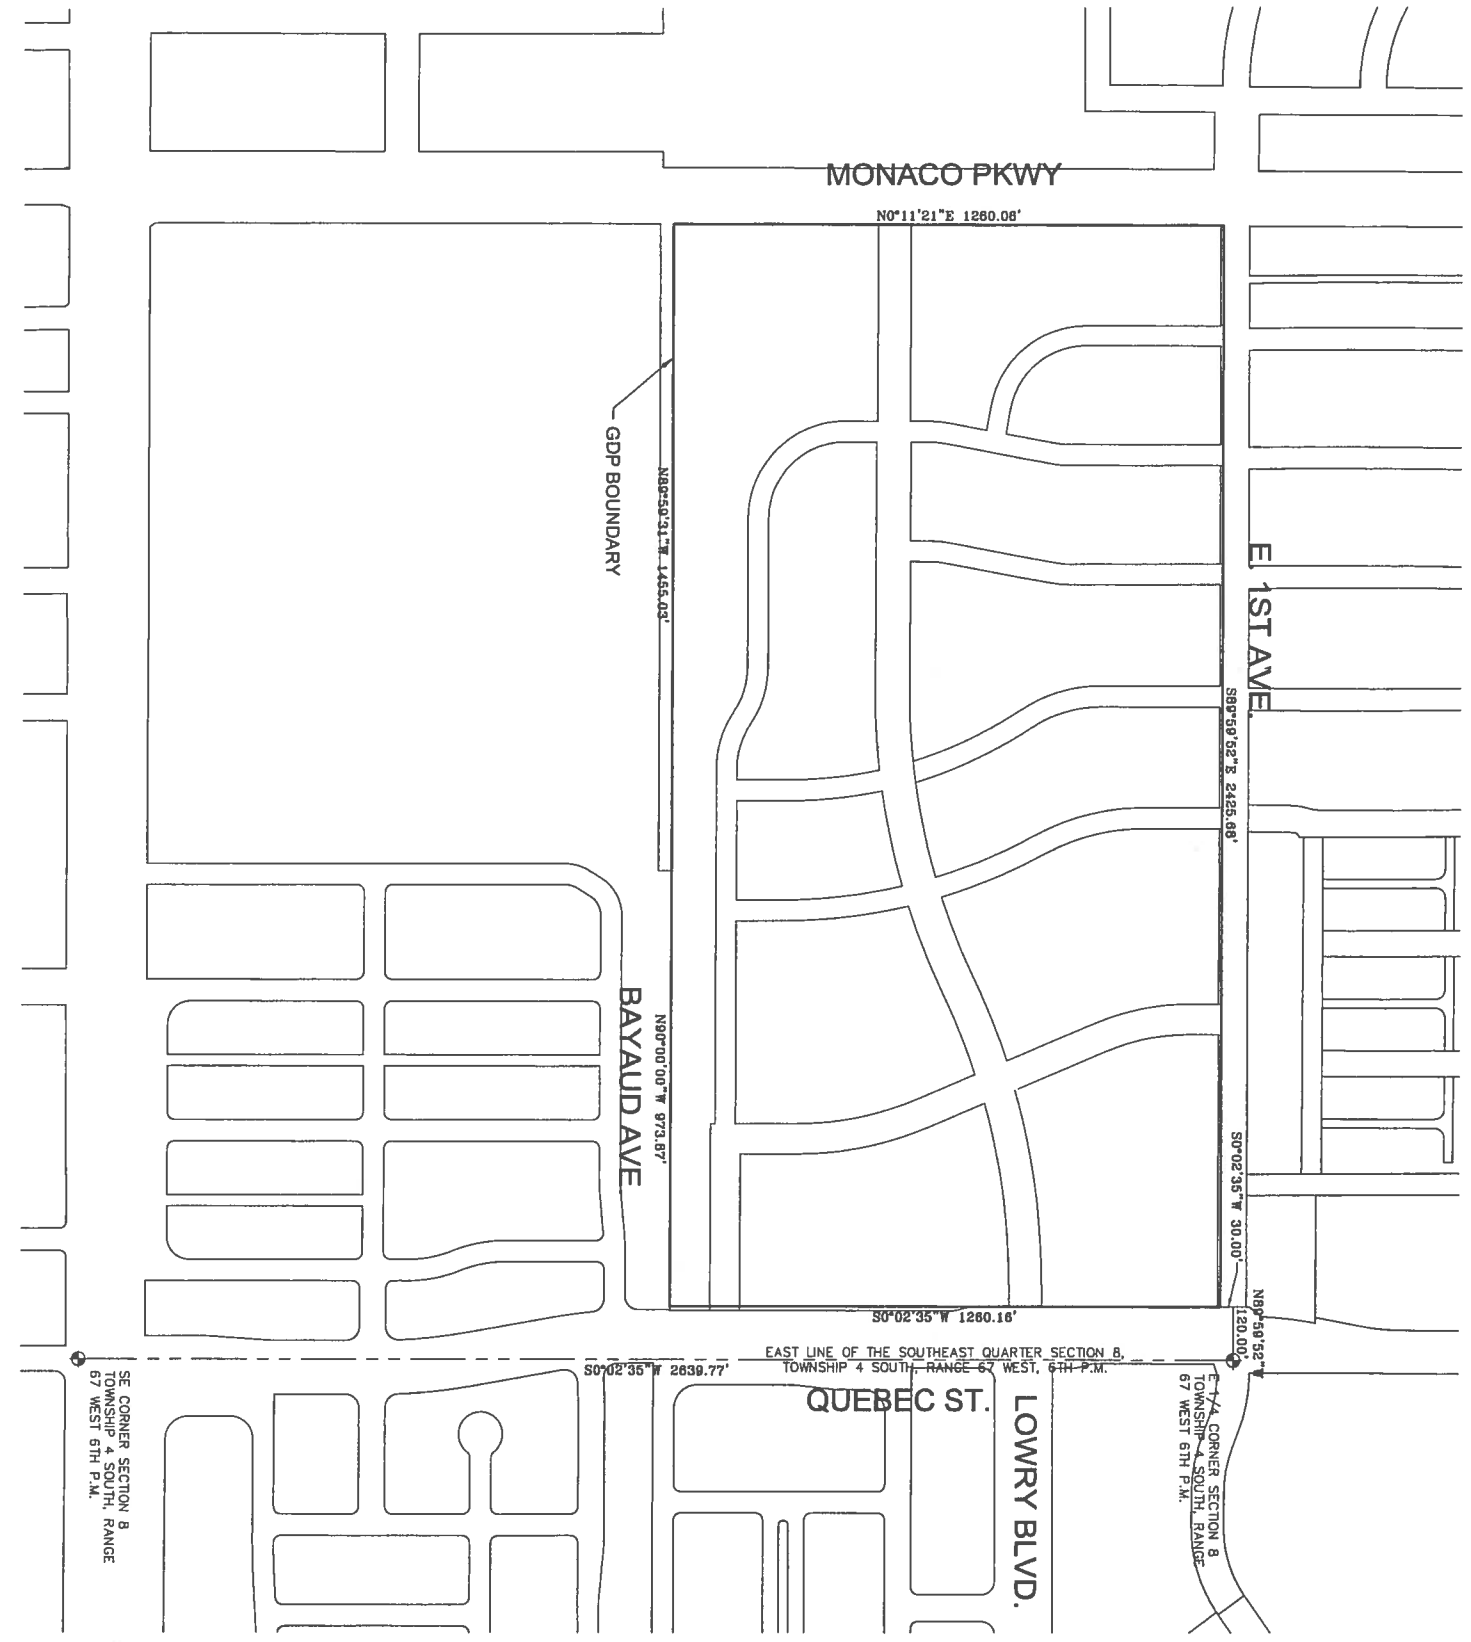 MONACO PKWY
N0°11'21"E 1260.06'
GDP BOUNDARY
N89°59'31"W 1455.03'
E. 1ST AVE.
S89°59'52"E 2425.68'
BAYAUD AVE
N90°00'00"W 973.87'
S0°02'35"W 30.00'
N89°59'52"W
120.00'
S0°02'35"W 1260.16'
EAST LINE OF THE SOUTHEAST QUARTER SECTION 8,
TOWNSHIP 4 SOUTH, RANGE 67 WEST, 6TH P.M.
S0°02'35"W 2639.77'
QUEBEC ST.
LOWRY BLVD.
SE CORNER SECTION 8
TOWNSHIP 4 SOUTH, RANGE
67 WEST 6TH P.M.
E 1/4 CORNER SECTION 8
TOWNSHIP 4 SOUTH, RANGE
67 WEST 6TH P.M.